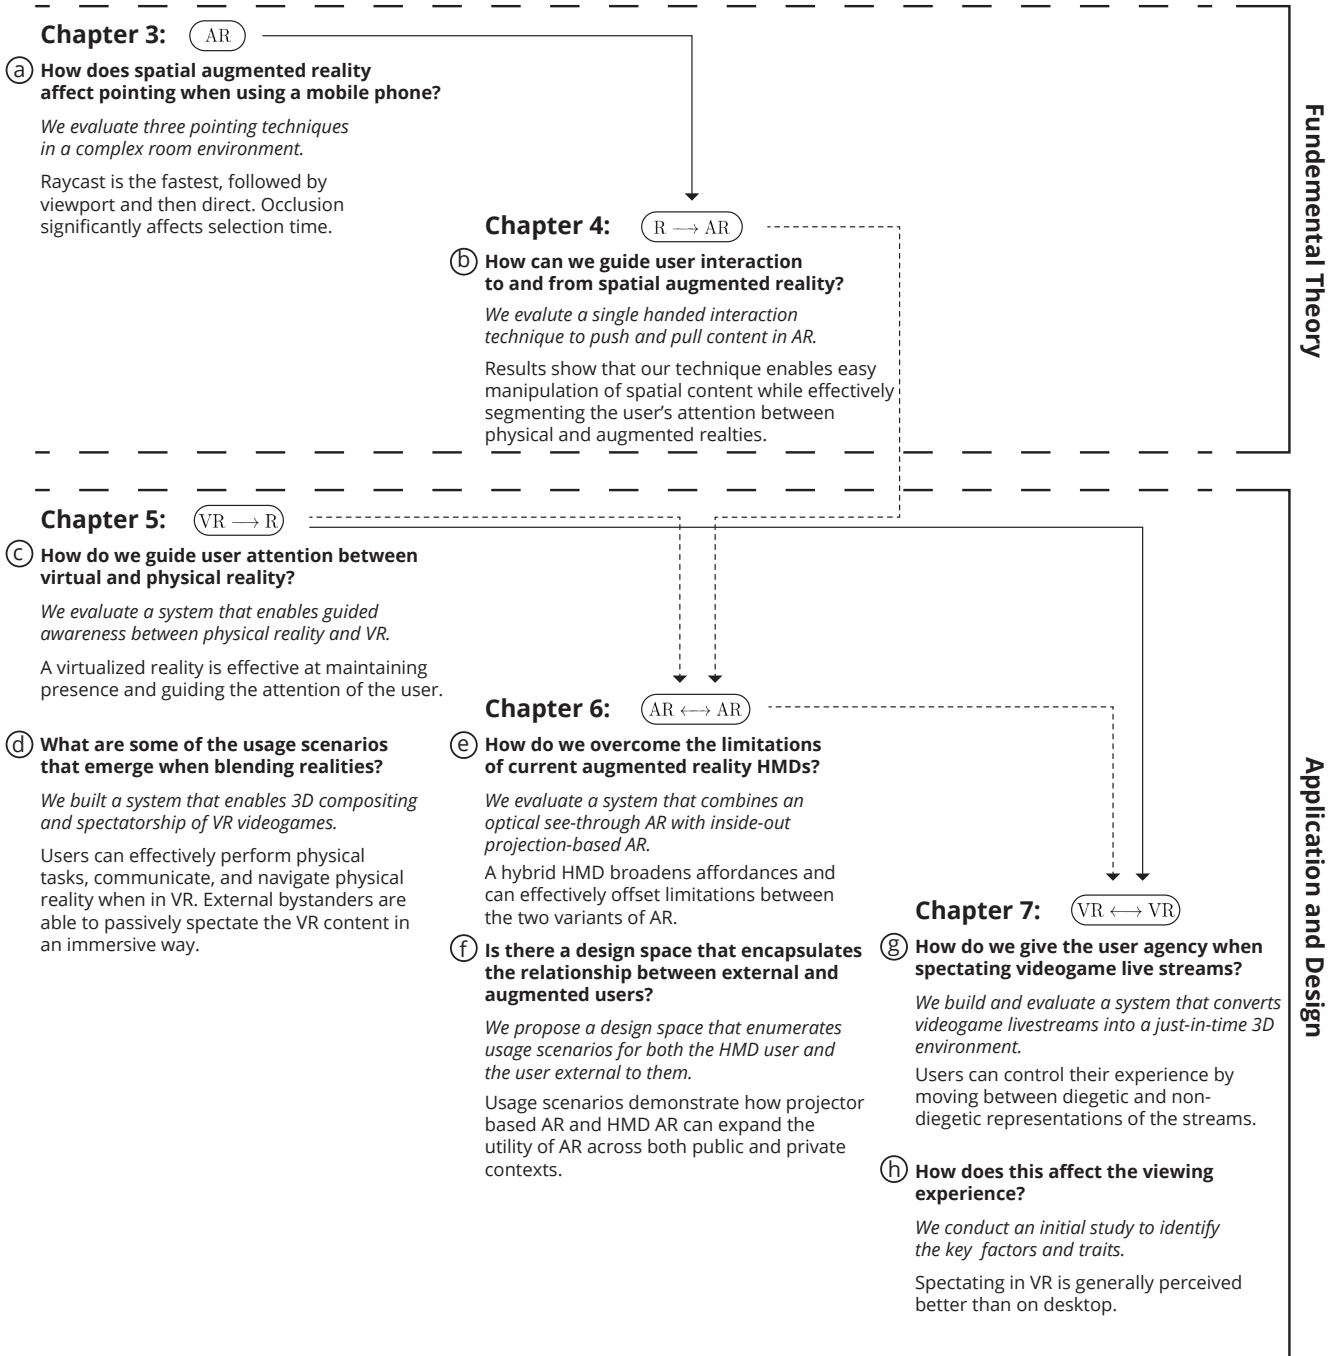 Chapter 3: AR
a How does spatial augmented reality
affect pointing when using a mobile phone?
We evaluate three pointing techniques
in a complex room environment.
Raycast is the fastest, followed by
viewport and then direct. Occlusion
significantly affects selection time.
Chapter 4: R ⟶ AR
b How can we guide user interaction
to and from spatial augmented reality?
We evalute a single handed interaction
technique to push and pull content in AR.
Results show that our technique enables easy
manipulation of spatial content while effectively
segmenting the user’s attention between
physical and augmented realties.
Fundemental Theory
Chapter 5: VR ⟶ R
c How do we guide user attention between
virtual and physical reality?
We evaluate a system that enables guided
awareness between physical reality and VR.
A virtualized reality is effective at maintaining
presence and guiding the attention of the user.
d What are some of the usage scenarios
that emerge when blending realities?
We built a system that enables 3D compositing
and spectatorship of VR videogames.
Users can effectively perform physical
tasks, communicate, and navigate physical
reality when in VR. External bystanders are
able to passively spectate the VR content in
an immersive way.
Chapter 6: AR ⟷ AR
e How do we overcome the limitations
of current augmented reality HMDs?
We evaluate a system that combines an
optical see-through AR with inside-out
projection-based AR.
A hybrid HMD broadens affordances and
can effectively offset limitations between
the two variants of AR.
f Is there a design space that encapsulates
the relationship between external and
augmented users?
We propose a design space that enumerates
usage scenarios for both the HMD user and
the user external to them.
Usage scenarios demonstrate how projector
based AR and HMD AR can expand the
utility of AR across both public and private
contexts.
Chapter 7: VR ⟷ VR
g How do we give the user agency when
spectating videogame live streams?
We build and evaluate a system that converts
videogame livestreams into a just-in-time 3D
environment.
Users can control their experience by
moving between diegetic and non-
diegetic representations of the streams.
h How does this affect the viewing
experience?
We conduct an initial study to identify
the key factors and traits.
Spectating in VR is generally perceived
better than on desktop.
Application and Design